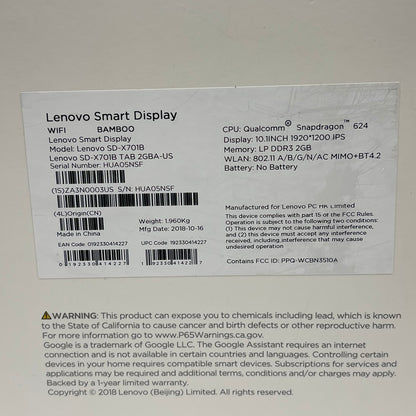 Lenovo Smart Display
WIFI BAMBOO
Lenovo Smart Display
Model: Lenovo SD-X701B
Lenovo SD-X701B TAB 2GBA-US
Serial Number: HUA05NSF
CPU: Qualcomm® Snapdragon™ 624
Display: 10.1INCH 1920*1200 IPS
Memory: LP DDR3 2GB
WLAN: 802.11 A/B/G/N/AC MIMO+BT4.2
Battery: No Battery
(1S)ZA3N0003US S/N: HUA05NSF
(4L)Origin(CN)
Made in China
Weight: 1.960Kg
Mfg Date: 2018-10-16
EAN Code: 0192330414227
UPC Code: 192330414227
0 192330 414227
1 92330 41422 7
Manufactured for Lenovo PC HK Limited
This device complies with part 15 of the FCC Rules.
Operation is subject to the following two conditions:
(1) This device may not cause harmful interference,
and (2) this device must accept any interference
received, including interference that may cause
undesired operation
Contains FCC ID: PPQ-WCBN3510A
WARNING: This product can expose you to chemicals including lead, which is known
to the State of California to cause cancer and birth defects or other reproductive harm.
For more information go to www.P65Warnings.ca.gov.
Google is a trademark of Google LLC. The Google Assistant requires an internet
connection and is not available in certain countries and languages. Controlling certain
devices in your home requires compatible smart devices. Subscriptions for services and
applications may be required and additional terms, conditions and/or charges may apply.
Backed by a 1-year limited warranty.
Copyright © 2018 Lenovo (Beijing) Limited. All rights reserved.